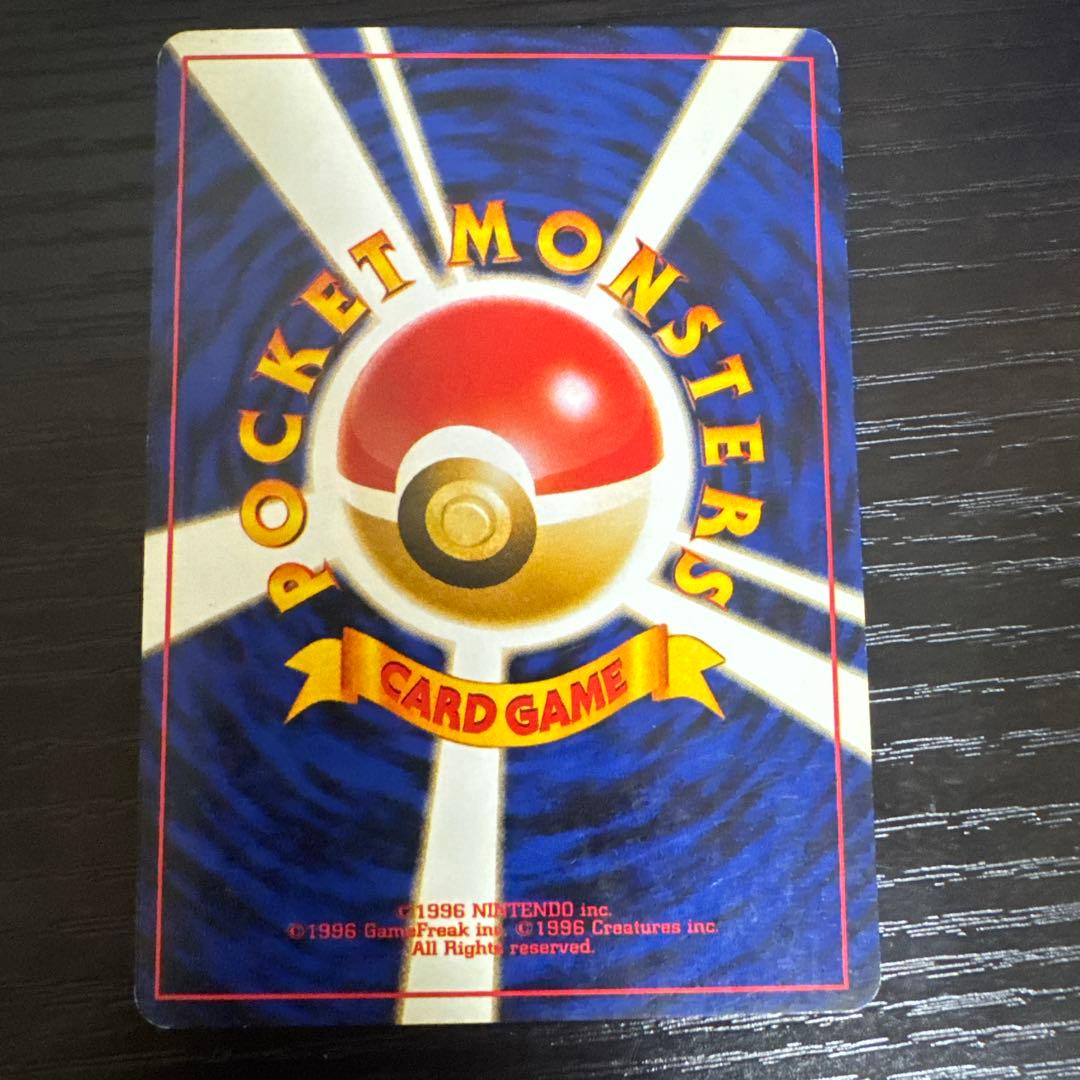 POCKET MONSTERS
CARD GAME
©1996 NINTENDO inc.
©1996 GameFreak inc. ©1996 Creatures inc.
All Rights reserved.